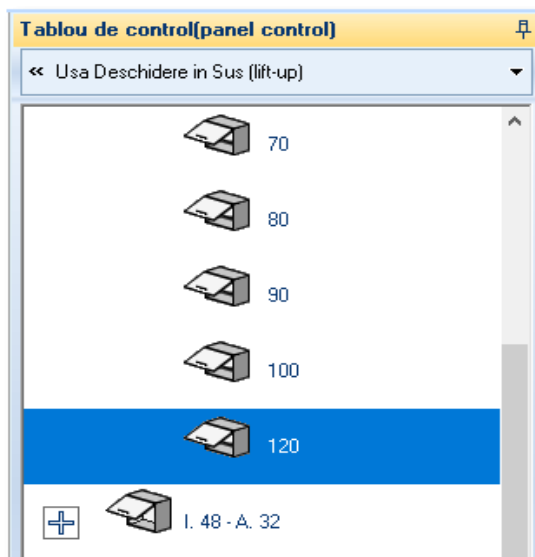 Tablou de control(panel control)
« Usa Deschidere in Sus (lift-up)
70
80
90
100
120
I. 48 - A. 32